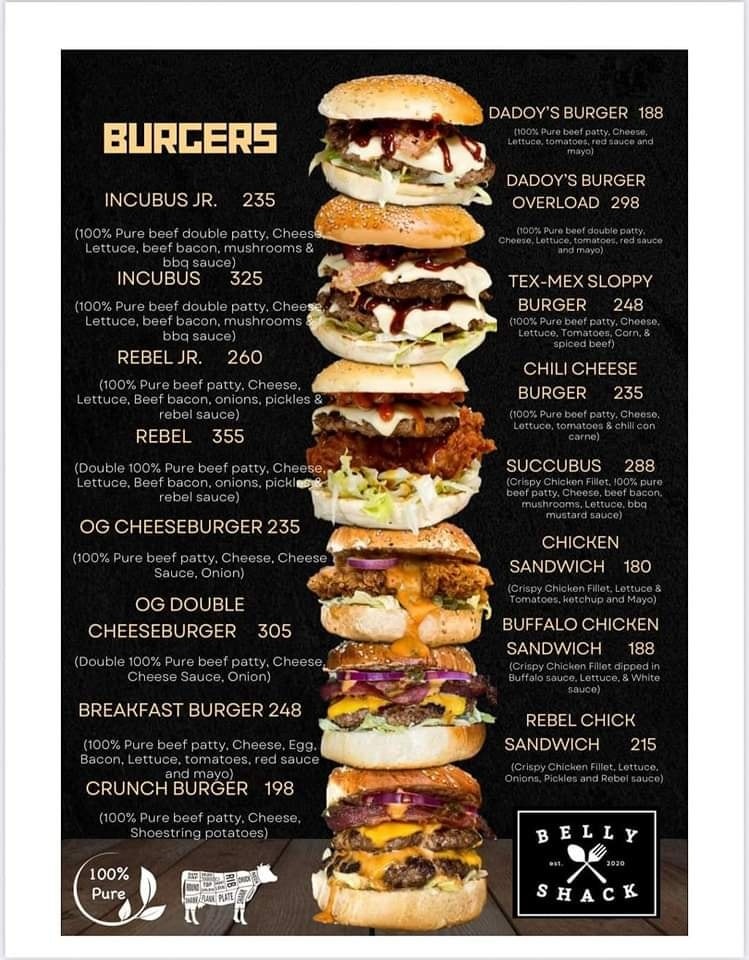 BURGERS
INCUBUS JR. 235
(100% Pure beef double patty, Cheese,
Lettuce, beef bacon, mushrooms &
bbq sauce)
INCUBUS 325
(100% Pure beef double patty, Cheese,
Lettuce, beef bacon, mushrooms &
bbq sauce)
REBEL JR. 260
(100% Pure beef patty, Cheese,
Lettuce, Beef bacon, onions, pickles &
rebel sauce)
REBEL 355
(Double 100% Pure beef patty, Cheese,
Lettuce, Beef bacon, onions, pickles &
rebel sauce)
OG CHEESEBURGER 235
(100% Pure beef patty, Cheese, Cheese
Sauce, Onion)
OG DOUBLE
CHEESEBURGER 305
(Double 100% Pure beef patty, Cheese,
Cheese Sauce, Onion)
BREAKFAST BURGER 248
(100% Pure beef patty, Cheese, Egg,
Bacon, Lettuce, tomatoes, red sauce
and mayo)
CRUNCH BURGER 198
(100% Pure beef patty, Cheese,
Shoestring potatoes)
100%
Pure
RIB
CHUCK
ROUND
SHANK
FLANK
PLATE
DADOY'S BURGER 188
(100% Pure beef patty, Cheese,
Lettuce, tomatoes, red sauce and
mayo)
DADOY'S BURGER
OVERLOAD 298
(100% Pure beef double patty,
Cheese, Lettuce, tomatoes, red sauce
and mayo)
TEX-MEX SLOPPY
BURGER 248
(100% Pure beef patty, Cheese,
Lettuce, Tomatoes, Corn, &
spiced beef)
CHILI CHEESE
BURGER 235
(100% Pure beef patty, Cheese,
Lettuce, tomatoes & chili con
carne)
SUCCUBUS 288
(Crispy Chicken Fillet, !00% pure
beef patty, Cheese, beef bacon,
mushrooms, Lettuce, bbq
mustard sauce)
CHICKEN
SANDWICH 180
(Crispy Chicken Fillet, Lettuce &
Tomatoes, ketchup and Mayo)
BUFFALO CHICKEN
SANDWICH 188
(Crispy Chicken Fillet dipped in
Buffalo sauce, Lettuce, & White
sauce)
REBEL CHICK
SANDWICH 215
(Crispy Chicken Fillet, Lettuce,
Onions, Pickles and Rebel sauce)
BELLY
est. 2020
SHACK